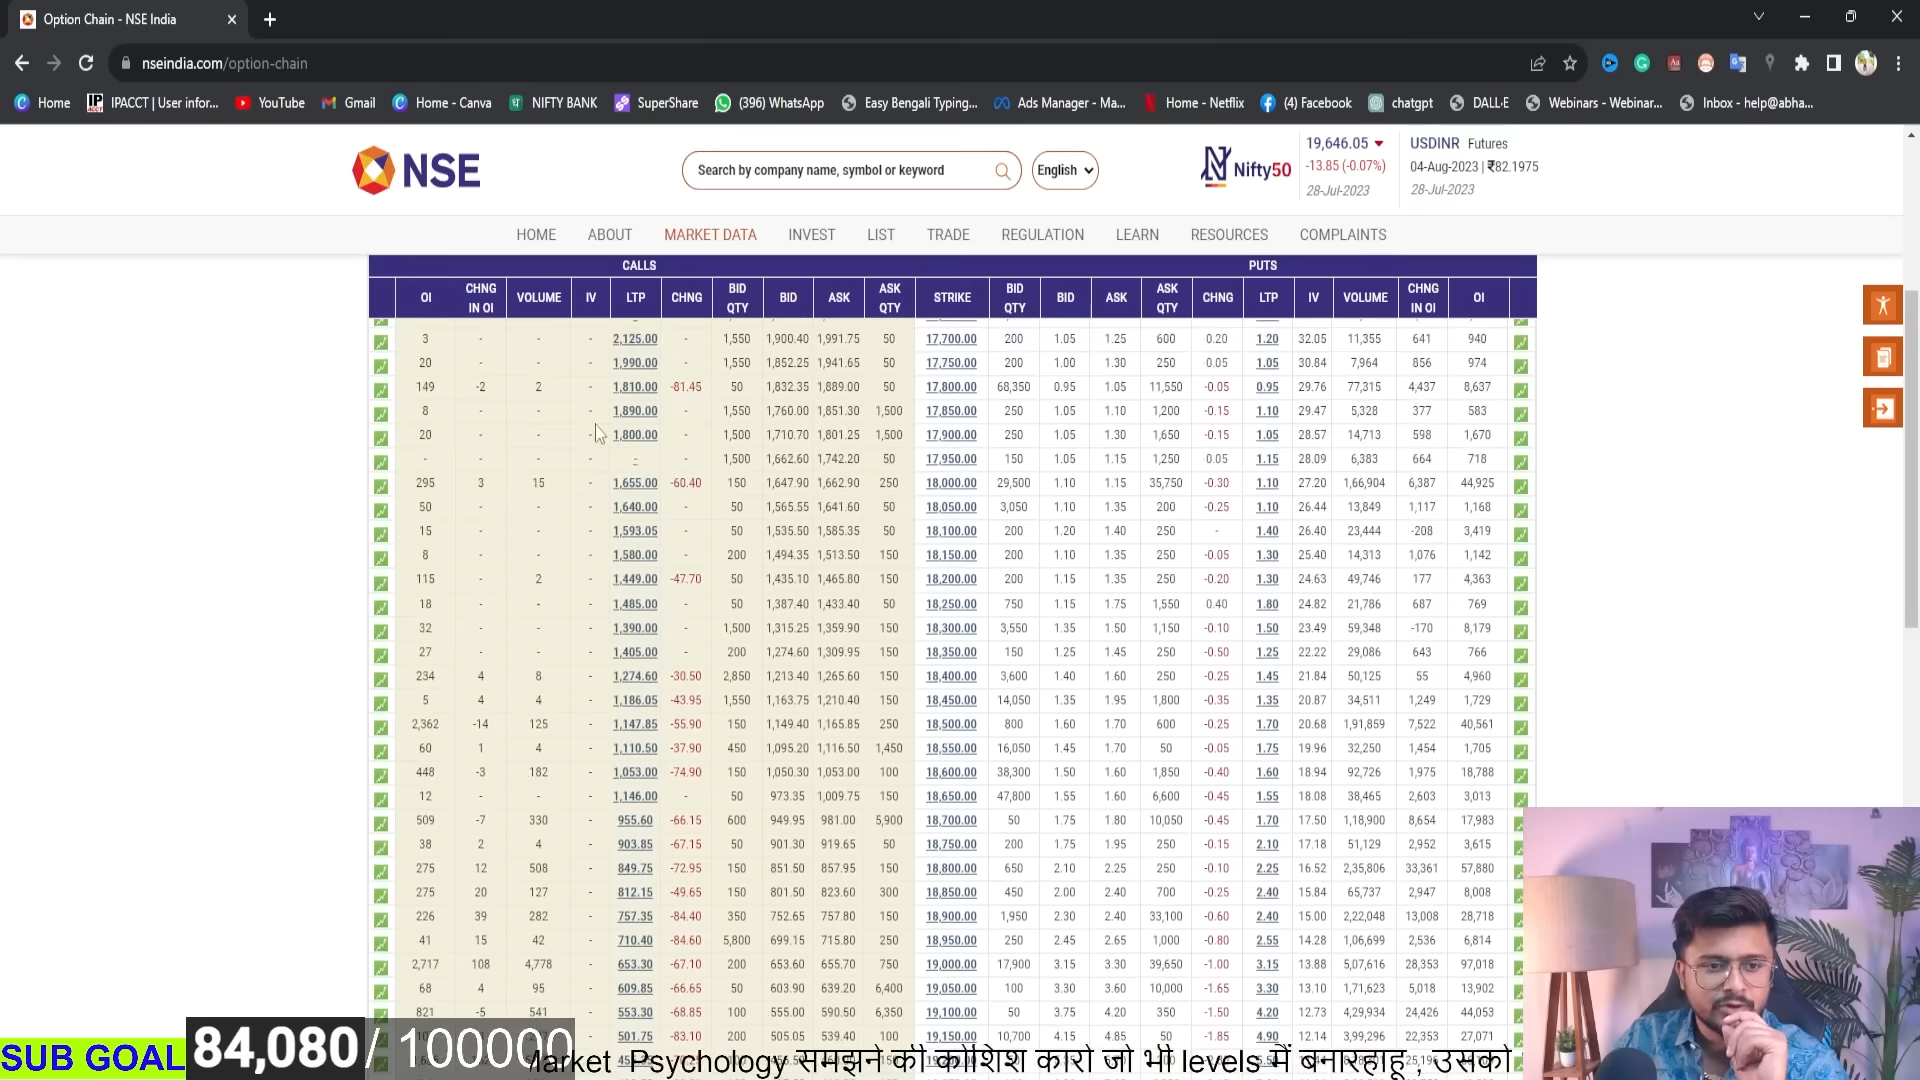 Option Chain - NSE India
nseindia.com/option-chain
Home IPACCT | User infor... YouTube Gmail Home - Canva NIFTY BANK SuperShare (396) WhatsApp Easy Bengali Typing... Ads Manager - Ma... Home - Netflix (4) Facebook chatgpt DALL·E Webinars - Webinar... Inbox - help@abha...
NSE
Search by company name, symbol or keyword
English
Nifty50
19,646.05
-13.85 (-0.07%)
28-Jul-2023
USDINR Futures
04-Aug-2023 | ₹82.1975
28-Jul-2023
HOME ABOUT MARKET DATA INVEST LIST TRADE REGULATION LEARN RESOURCES COMPLAINTS
CALLS PUTS
OI CHNG IN OI VOLUME IV LTP CHNG BID QTY BID ASK ASK QTY STRIKE BID QTY BID ASK ASK QTY CHNG LTP IV VOLUME CHNG IN OI OI
3 - - - 2,125.00 - 1,550 1,900.40 1,991.75 50 17,700.00 200 1.05 1.25 600 0.20 1.20 32.05 11,355 641 940
20 - - - 1,990.00 - 1,550 1,852.25 1,941.65 50 17,750.00 200 1.00 1.30 250 0.05 1.05 30.84 7,964 856 974
149 -2 2 - 1,810.00 -81.45 50 1,832.35 1,889.00 50 17,800.00 68,350 0.95 1.05 11,550 -0.05 0.95 29.76 77,315 4,437 8,637
8 - - - 1,890.00 - 1,550 1,760.00 1,851.30 1,500 17,850.00 250 1.05 1.10 1,200 -0.15 1.10 29.47 5,328 377 583
20 - - - 1,800.00 - 1,500 1,710.70 1,801.25 1,500 17,900.00 250 1.05 1.30 1,650 -0.15 1.05 28.57 14,713 598 1,670
- - - - - - 1,500 1,662.60 1,742.20 50 17,950.00 150 1.05 1.15 1,250 0.05 1.15 28.09 6,383 664 718
295 3 15 - 1,655.00 -60.40 150 1,647.90 1,662.90 250 18,000.00 29,500 1.10 1.15 35,750 -0.30 1.10 27.20 1,66,904 6,387 44,925
50 - - - 1,640.00 - 50 1,565.55 1,641.60 50 18,050.00 3,050 1.10 1.35 200 -0.25 1.10 26.44 13,849 1,117 1,168
15 - - - 1,593.05 - 50 1,535.50 1,585.35 50 18,100.00 200 1.20 1.40 250 - 1.40 26.40 23,444 -208 3,419
8 - - - 1,580.00 - 200 1,494.35 1,513.50 150 18,150.00 200 1.10 1.35 250 -0.05 1.30 25.40 14,313 1,076 1,142
115 - 2 - 1,449.00 -47.70 50 1,435.10 1,465.80 150 18,200.00 200 1.15 1.35 250 -0.20 1.30 24.63 49,746 177 4,363
18 - - - 1,485.00 - 50 1,387.40 1,433.40 50 18,250.00 750 1.15 1.75 1,550 0.40 1.80 24.82 21,786 687 769
32 - - - 1,390.00 - 1,500 1,315.25 1,359.90 150 18,300.00 3,550 1.35 1.50 1,150 -0.10 1.50 23.49 59,348 -170 8,179
27 - - - 1,405.00 - 200 1,274.60 1,309.95 150 18,350.00 150 1.25 1.45 250 -0.50 1.25 22.22 29,086 643 766
234 4 8 - 1,274.60 -30.50 2,850 1,213.40 1,265.60 150 18,400.00 3,600 1.40 1.60 250 -0.25 1.45 21.84 50,125 55 4,960
5 4 4 - 1,186.05 -43.95 1,550 1,163.75 1,210.40 150 18,450.00 14,050 1.35 1.95 1,800 -0.35 1.35 20.87 34,511 1,249 1,729
2,362 -14 125 - 1,147.85 -55.90 150 1,149.40 1,165.85 250 18,500.00 800 1.60 1.70 600 -0.25 1.70 20.68 1,91,859 7,522 40,561
60 1 4 - 1,110.50 -37.90 450 1,095.20 1,116.50 1,450 18,550.00 16,050 1.45 1.70 50 -0.05 1.75 19.96 32,250 1,454 1,705
448 -3 182 - 1,053.00 -74.90 150 1,050.30 1,053.00 100 18,600.00 38,300 1.50 1.60 1,850 -0.40 1.60 18.94 92,726 1,975 18,788
12 - - - 1,146.00 - 50 973.35 1,009.75 150 18,650.00 47,800 1.55 1.60 6,600 -0.45 1.55 18.08 38,465 2,603 3,013
509 -7 330 - 955.60 -66.15 600 949.95 981.00 5,900 18,700.00 50 1.75 1.80 10,050 -0.45 1.70 17.50 1,18,900 8,654 17,983
38 2 4 - 903.85 -67.15 50 901.30 919.65 50 18,750.00 200 1.75 1.95 250 -0.15 2.10 17.18 51,129 2,952 3,615
275 12 508 - 849.75 -72.95 150 851.50 857.95 150 18,800.00 650 2.10 2.25 250 -0.10 2.25 16.52 2,35,806 33,361 57,880
275 20 127 - 812.15 -49.65 150 801.50 823.60 300 18,850.00 450 2.00 2.40 700 -0.25 2.40 15.84 65,737 2,947 8,008
226 39 282 - 757.35 -84.40 350 752.65 757.80 150 18,900.00 1,950 2.30 2.40 33,100 -0.60 2.40 15.00 2,22,048 13,008 28,718
41 15 42 - 710.40 -84.60 5,800 699.15 715.80 250 18,950.00 250 2.45 2.65 1,000 -0.80 2.55 14.28 1,06,699 2,536 6,814
2,717 108 4,778 - 653.30 -67.10 200 653.60 655.70 750 19,000.00 17,900 3.15 3.30 39,650 -1.00 3.15 13.88 5,07,616 28,353 97,018
68 4 95 - 609.85 -66.65 50 603.90 639.20 6,400 19,050.00 100 3.30 3.60 10,000 -1.65 3.30 13.10 1,71,623 5,018 13,902
821 -5 541 - 553.30 -68.85 100 555.00 590.50 6,350 19,100.00 50 3.75 4.20 350 -1.50 4.20 12.73 4,29,934 24,426 44,053
501.75 -83.10 200 505.05 539.40 100 19,150.00 10,700 4.15 4.85 50 -1.85 4.90 12.14 3,99,296 22,353 27,071
SUB GOAL 84,080 / 100000
Market Psychology समझने की कोशिश करो जो भी levels में बनारहाहू , उसको